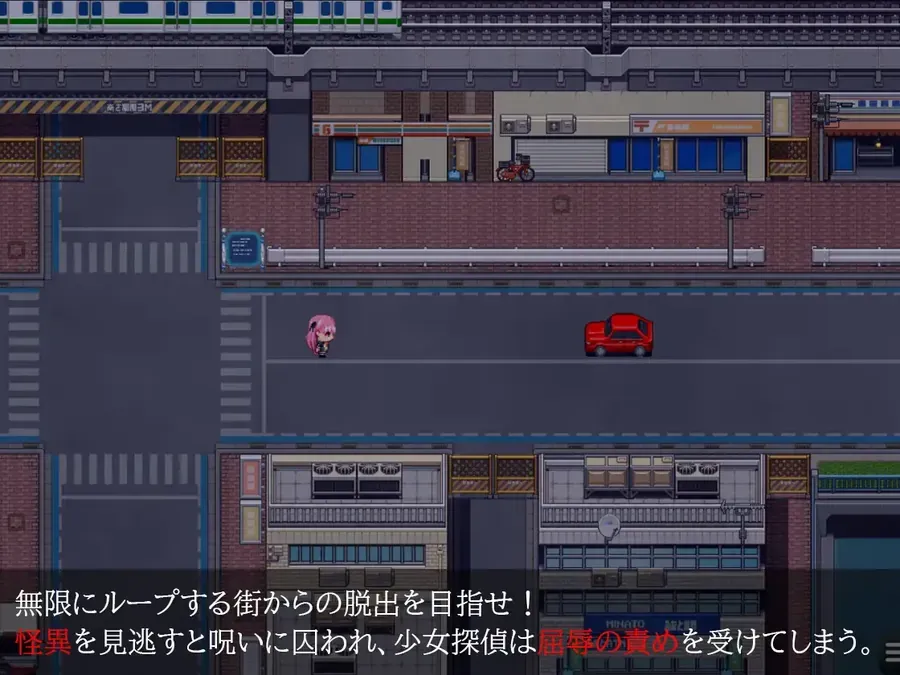 無限にループする街からの脱出を目指せ！
怪異を見逃すと呪いに囚われ、少女探偵は屈辱の責めを受けてしまう。
MINATO